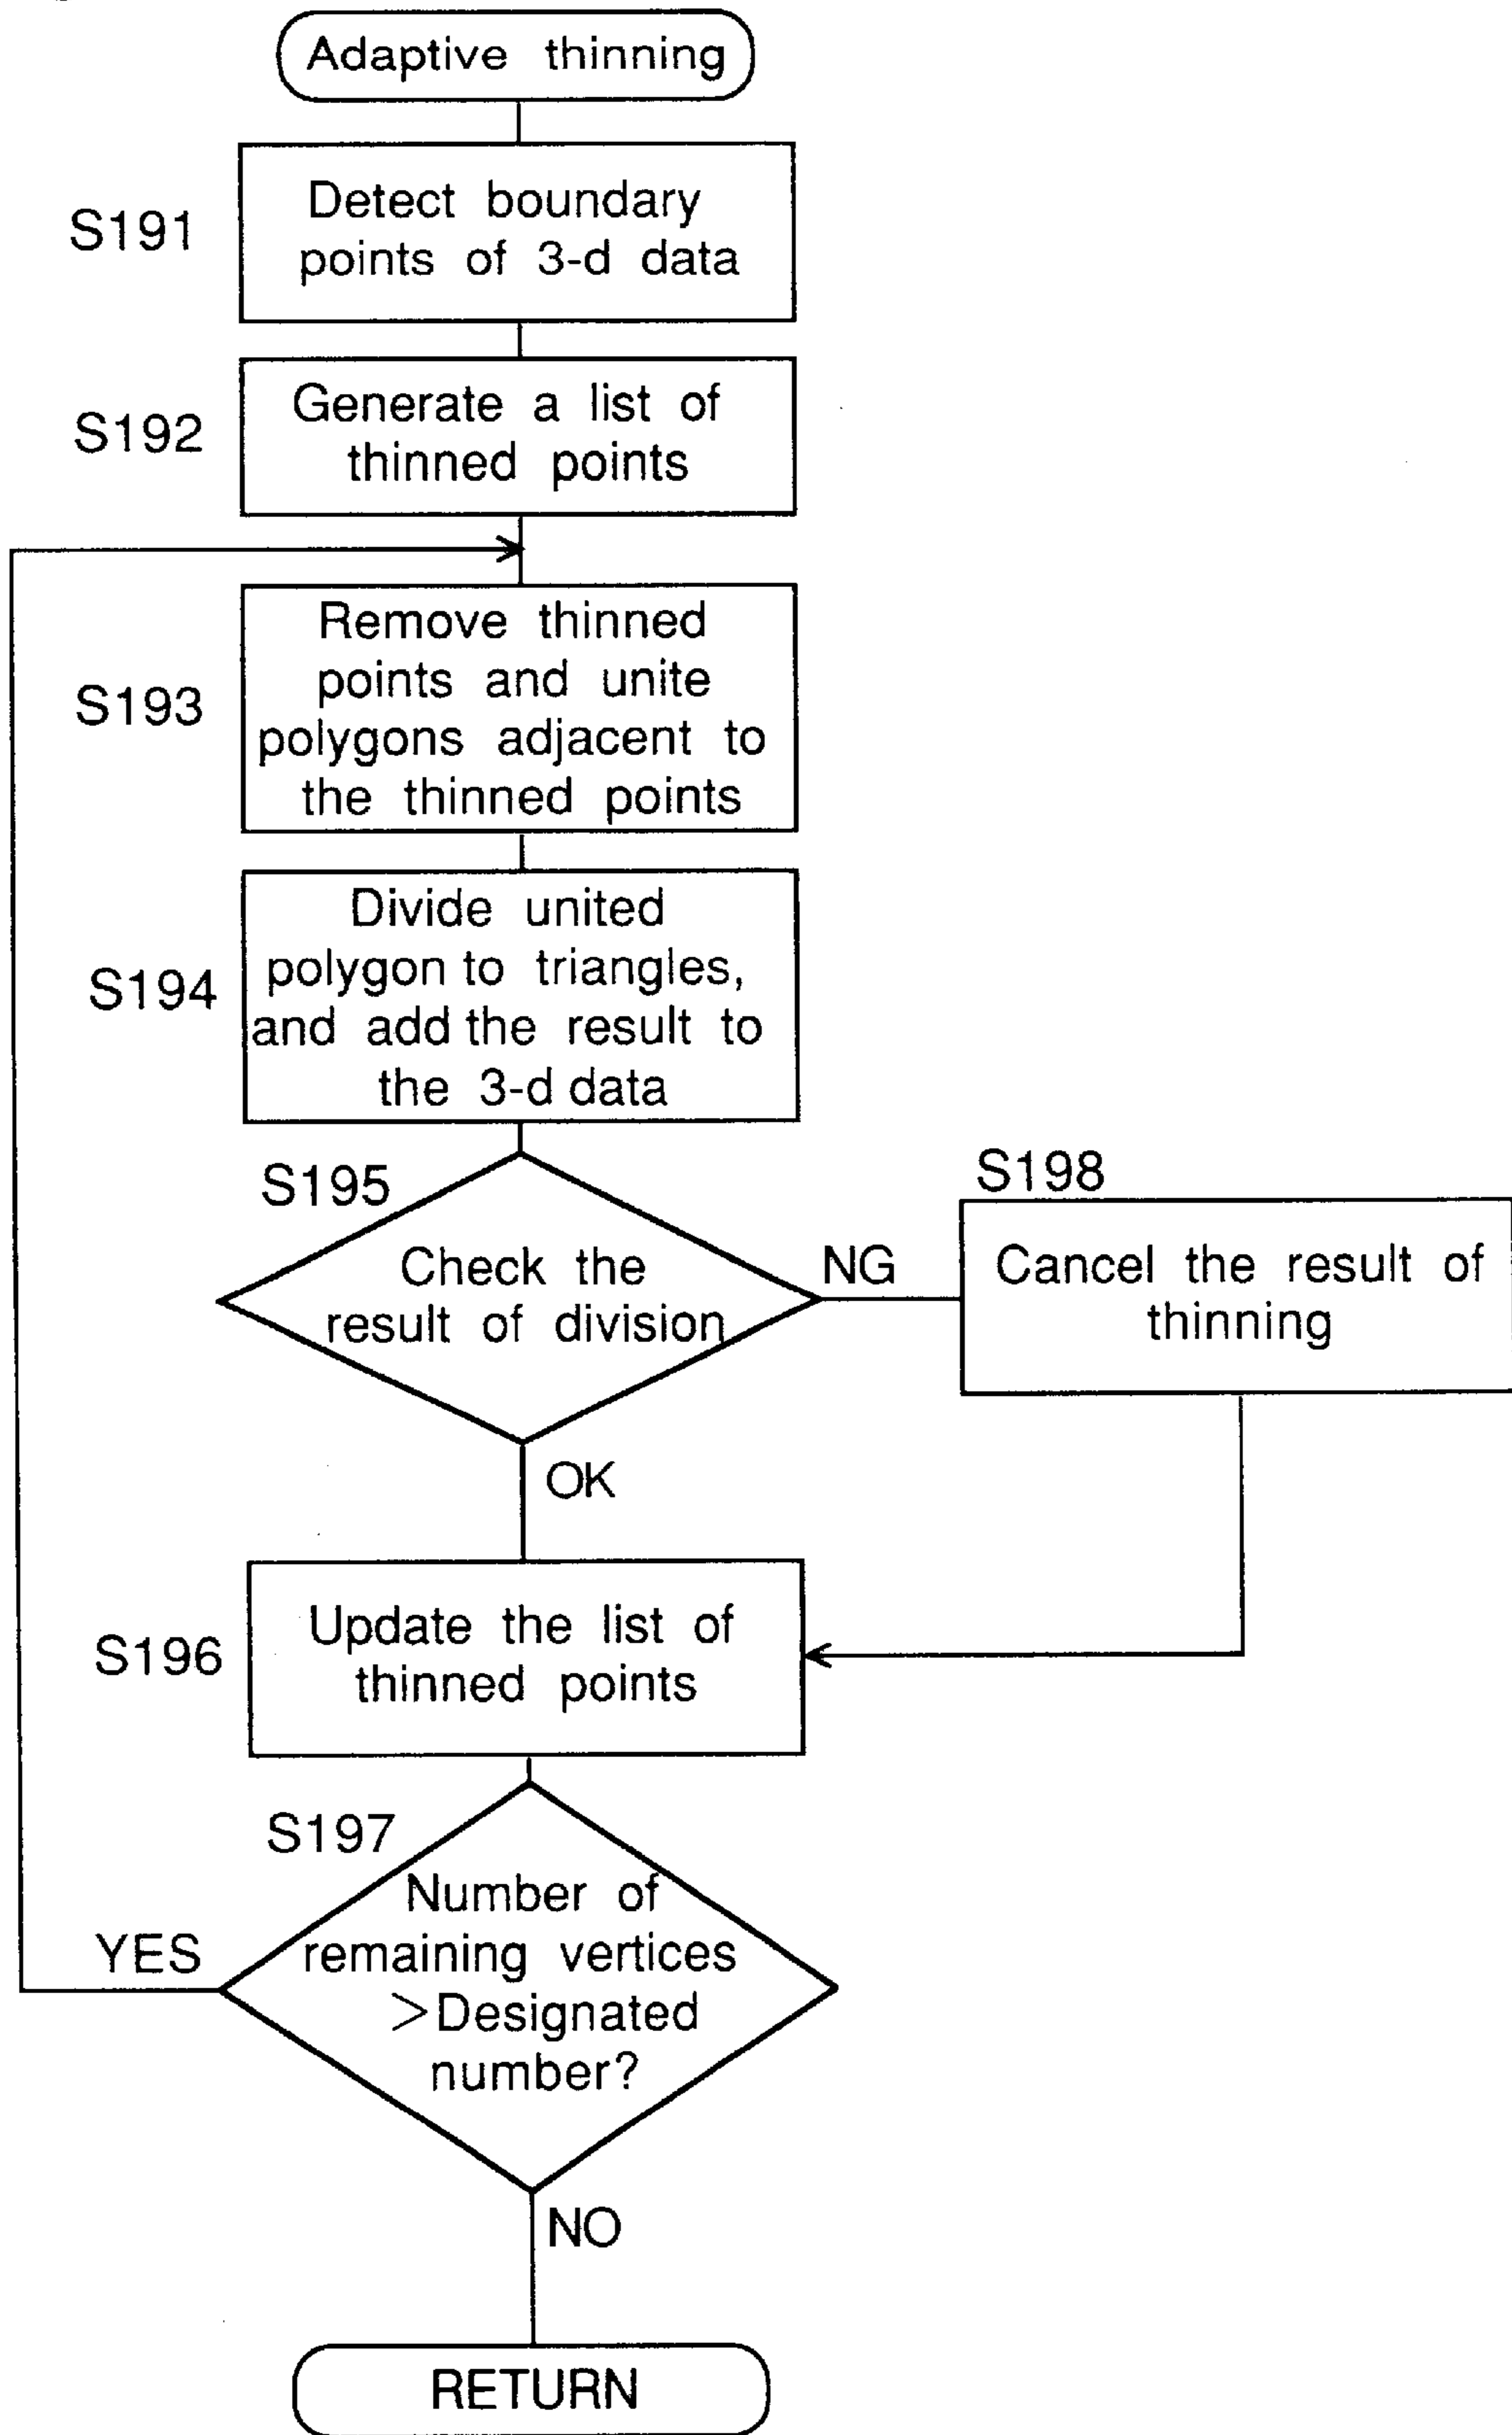 Adaptive thinning
S191
Detect boundary
points of 3-d data
S192
Generate a list of
thinned points
S193
Remove thinned
points and unite
polygons adjacent to
the thinned points
S194
Divide united
polygon to triangles,
and add the result to
the 3-d data
S195
Check the
result of division
NG
S198
Cancel the result of
thinning
OK
S196
Update the list of
thinned points
S197
Number of
remaining vertices
>Designated
number?
YES
NO
RETURN